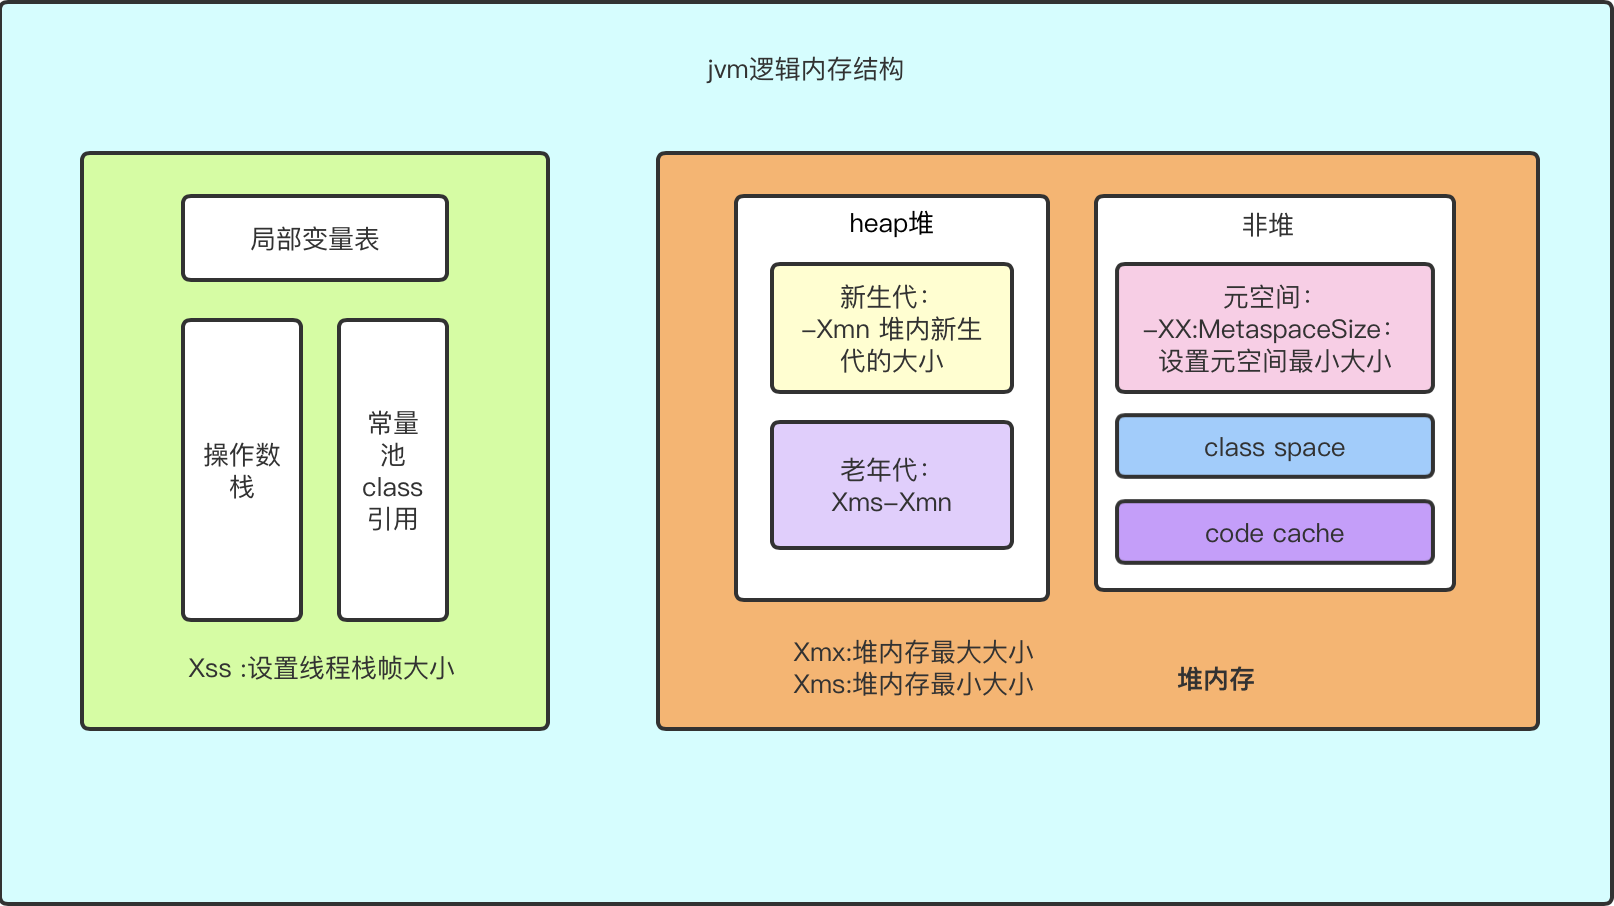 jvm逻辑内存结构
局部变量表
操作数
栈
常量
池
class
引用
Xss :设置线程栈帧大小
heap堆
新生代：
-Xmn 堆内新生
代的大小
老年代：
Xms-Xmn
非堆
元空间：
-XX:MetaspaceSize：
设置元空间最小大小
class space
code cache
Xmx:堆内存最大大小
Xms:堆内存最小大小
堆内存